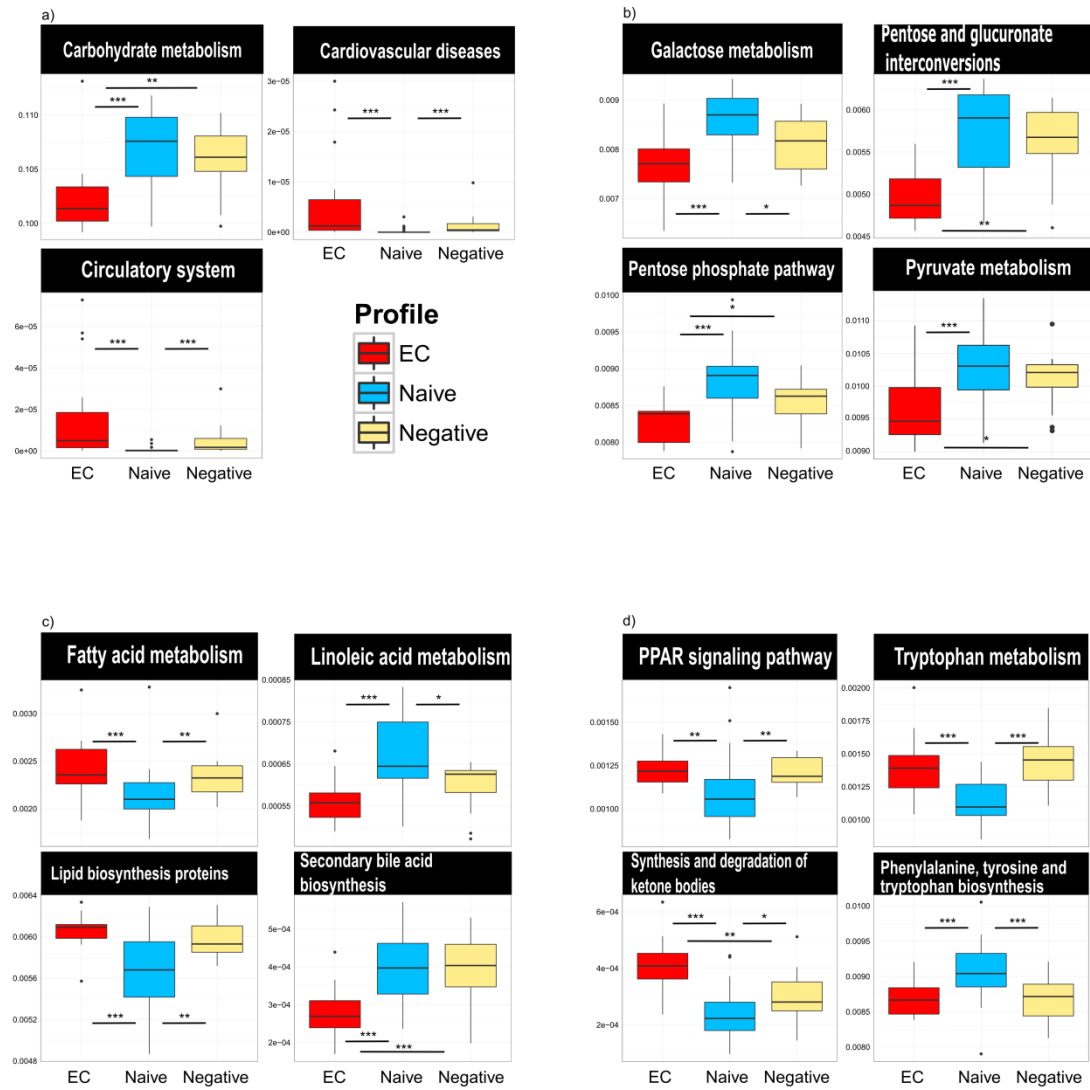 a)
Carbohydrate metabolism
Cardiovascular diseases
0.110
0.105
0.100
**
***
3e−05
2e−05
1e−05
0e+00
*** ***
EC Naive Negative
Circulatory system
6e−05
4e−05
2e−05
0e+00
*** ***
EC Naive Negative
Profile
EC
Naive
Negative
b)
Galactose metabolism
Pentose and glucuronate
interconversions
0.009
0.008
0.007
*** *
0.0060
0.0055
0.0050
0.0045
***
**
Pentose phosphate pathway
Pyruvate metabolism
0.0100
0.0095
0.0090
0.0085
0.0080
*
***
EC Naive Negative
0.0110
0.0105
0.0100
0.0095
0.0090
***
*
EC Naive Negative
c)
Fatty acid metabolism
Linoleic acid metabolism
0.0030
0.0025
0.0020
*** **
0.00085
0.00075
0.00065
0.00055
*** *
Lipid biosynthesis proteins
Secondary bile acid
biosynthesis
0.0064
0.0060
0.0056
0.0052
0.0048
*** **
EC Naive Negative
5e−04
4e−04
3e−04
2e−04
***
***
EC Naive Negative
d)
PPAR signaling pathway
Tryptophan metabolism
0.00150
0.00125
0.00100
** **
0.00200
0.00175
0.00150
0.00125
0.00100
*** ***
Synthesis and degradation of
ketone bodies
Phenylalanine, tyrosine and
tryptophan biosynthesis
6e−04
4e−04
2e−04
*** *
**
EC Naive Negative
0.0100
0.0095
0.0090
0.0085
0.0080
*** ***
EC Naive Negative